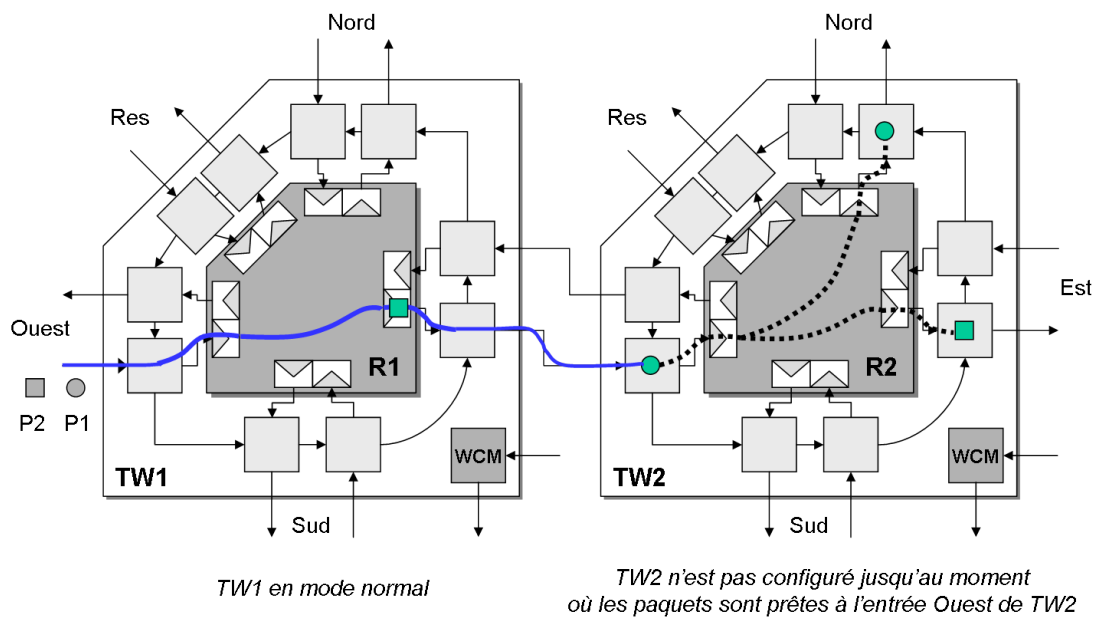 Nord
Nord
Res
Res
Ouest
Est
P2 P1
R1
R2
TW1
WCM
TW2
WCM
Sud
Sud
TW1 en mode normal
TW2 n'est pas configuré jusqu'au moment
où les paquets sont prêtes à l'entrée Ouest de TW2